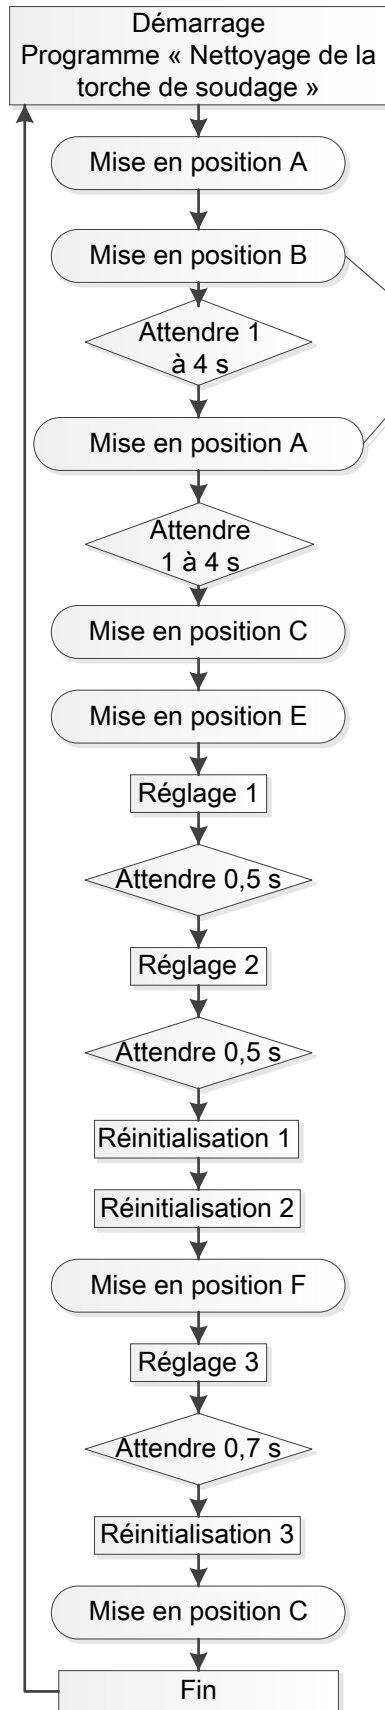 Démarrage
Programme « Nettoyage de la
torche de soudage »
Mise en position A
Mise en position B
Attendre 1
à 4 s
Mise en position A
Attendre
1 à 4 s
Mise en position C
Mise en position E
Réglage 1
Attendre 0,5 s
Réglage 2
Attendre 0,5 s
Réinitialisation 1
Réinitialisation 2
Mise en position F
Réglage 3
Attendre 0,7 s
Réinitialisation 3
Mise en position C
Fin